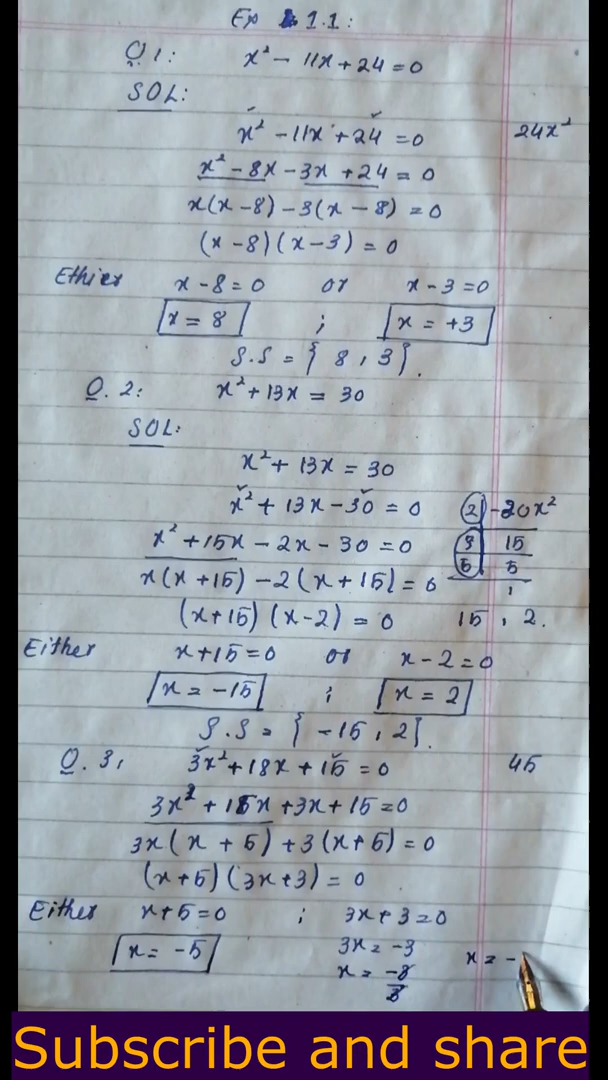 Ex 1.1:
Q1: x² - 11x + 24 = 0
SOL:
x² - 11x + 24 = 0 24x²
x² - 8x - 3x + 24 = 0
x(x - 8) - 3(x - 8) = 0
(x - 8)(x - 3) = 0
Ethier x - 8 = 0 or x - 3 = 0
x = 8 ; x = +3
S.S = { 8 , 3 }.
Q. 2: x² + 13x = 30
SOL:
x² + 13x = 30
x² + 13x - 30 = 0 2 -30x²
x² + 15x - 2x - 30 = 0 3 15
x(x + 15) - 2(x + 15) = 0 5 5
1
(x + 15)(x - 2) = 0 15 , 2.
Either x + 15 = 0 or x - 2 = 0
x = -15 ; x = 2
S.S = { -15 , 2 }.
Q. 3, 3x² + 18x + 15 = 0 45
3x² + 15x + 3x + 15 = 0
3x(x + 5) + 3(x + 5) = 0
(x + 5)(3x + 3) = 0
Either x + 5 = 0 ; 3x + 3 = 0
x = -5 3x = -3
x = -3/3 x = -
Subscribe and share